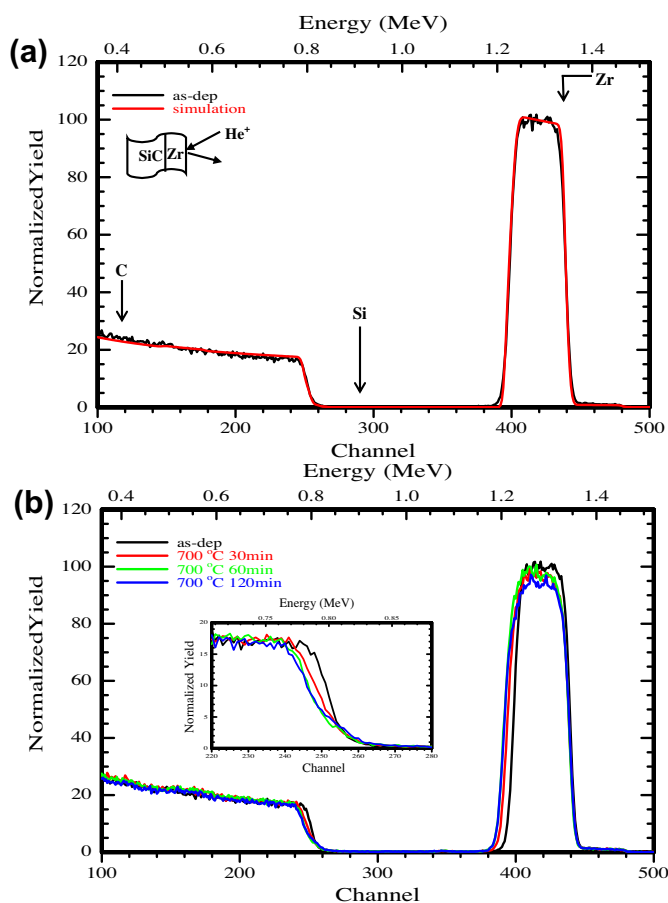 Energy (MeV)
0.4 0.6 0.8 1.0 1.2 1.4
(a)
120
100
80
60
40
20
0
Normalized Yield
as-dep
simulation
SiC Zr He+
Zr
C
Si
100 200 300 400 500
Channel
Energy (MeV)
0.4 0.6 0.8 1.0 1.2 1.4
(b)
120
100
80
60
40
20
0
Normalized Yield
as-dep
700 °C 30min
700 °C 60min
700 °C 120min
Energy (MeV)
0.75 0.80 0.85
20
15
10
5
0
Normalized Yield
220 230 240 250 260 270 280
Channel
100 200 300 400 500
Channel